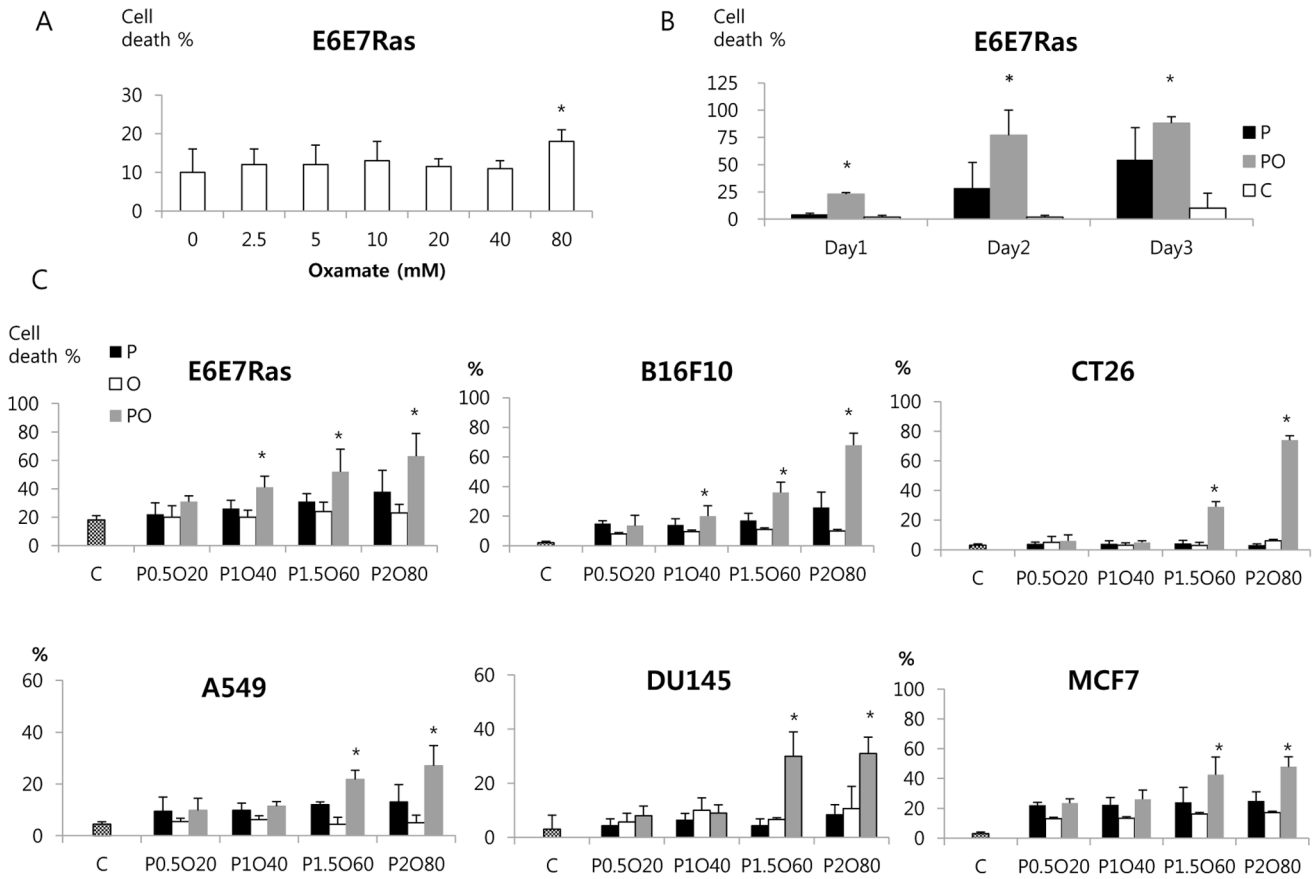 A
Cell
death %
E6E7Ras
30
20
10
0
0 2.5 5 10 20 40 80
*
Oxamate (mM)
B
Cell
death %
E6E7Ras
125
100
75
50
25
0
* * *
P
PO
C
Day1 Day2 Day3
C
Cell
death %
P
O
PO
E6E7Ras
100
80
60
40
20
0
* * *
C P0.5O20 P1O40 P1.5O60 P2O80
%
B16F10
100
80
60
40
20
0
* * *
C P0.5O20 P1O40 P1.5O60 P2O80
%
CT26
100
80
60
40
20
0
* *
C P0.5O20 P1O40 P1.5O60 P2O80
%
A549
60
40
20
0
* *
C P0.5O20 P1O40 P1.5O60 P2O80
DU145
60
40
20
0
* *
C P0.5O20 P1O40 P1.5O60 P2O80
%
MCF7
100
80
60
40
20
0
* *
C P0.5O20 P1O40 P1.5O60 P2O80